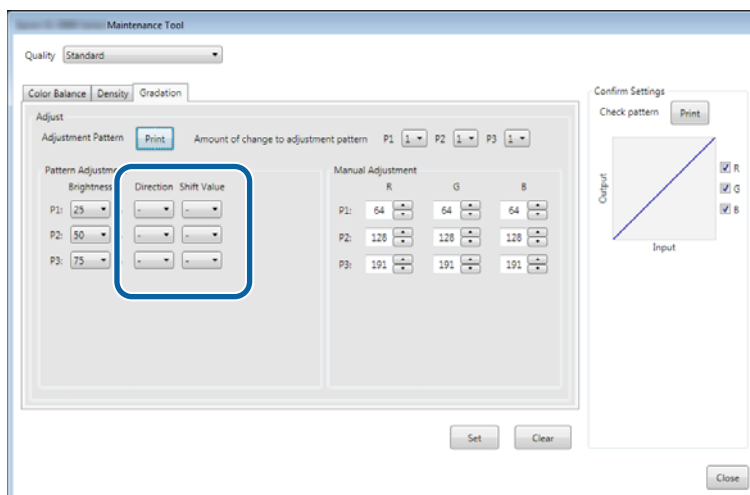 Maintenance Tool
Quality Standard
Color Balance Density Gradation
Adjust
Adjustment Pattern Print Amount of change to adjustment pattern P1 1 P2 1 P3 1
Pattern Adjustme
Brightness Direction Shift Value
P1: 25 - -
P2: 50 - -
P3: 75 - -
Manual Adjustment
R G B
P1: 64 64 64
P2: 128 128 128
P3: 191 191 191
Set Clear
Confirm Settings
Check pattern Print
Output
Input
R
G
B
Close